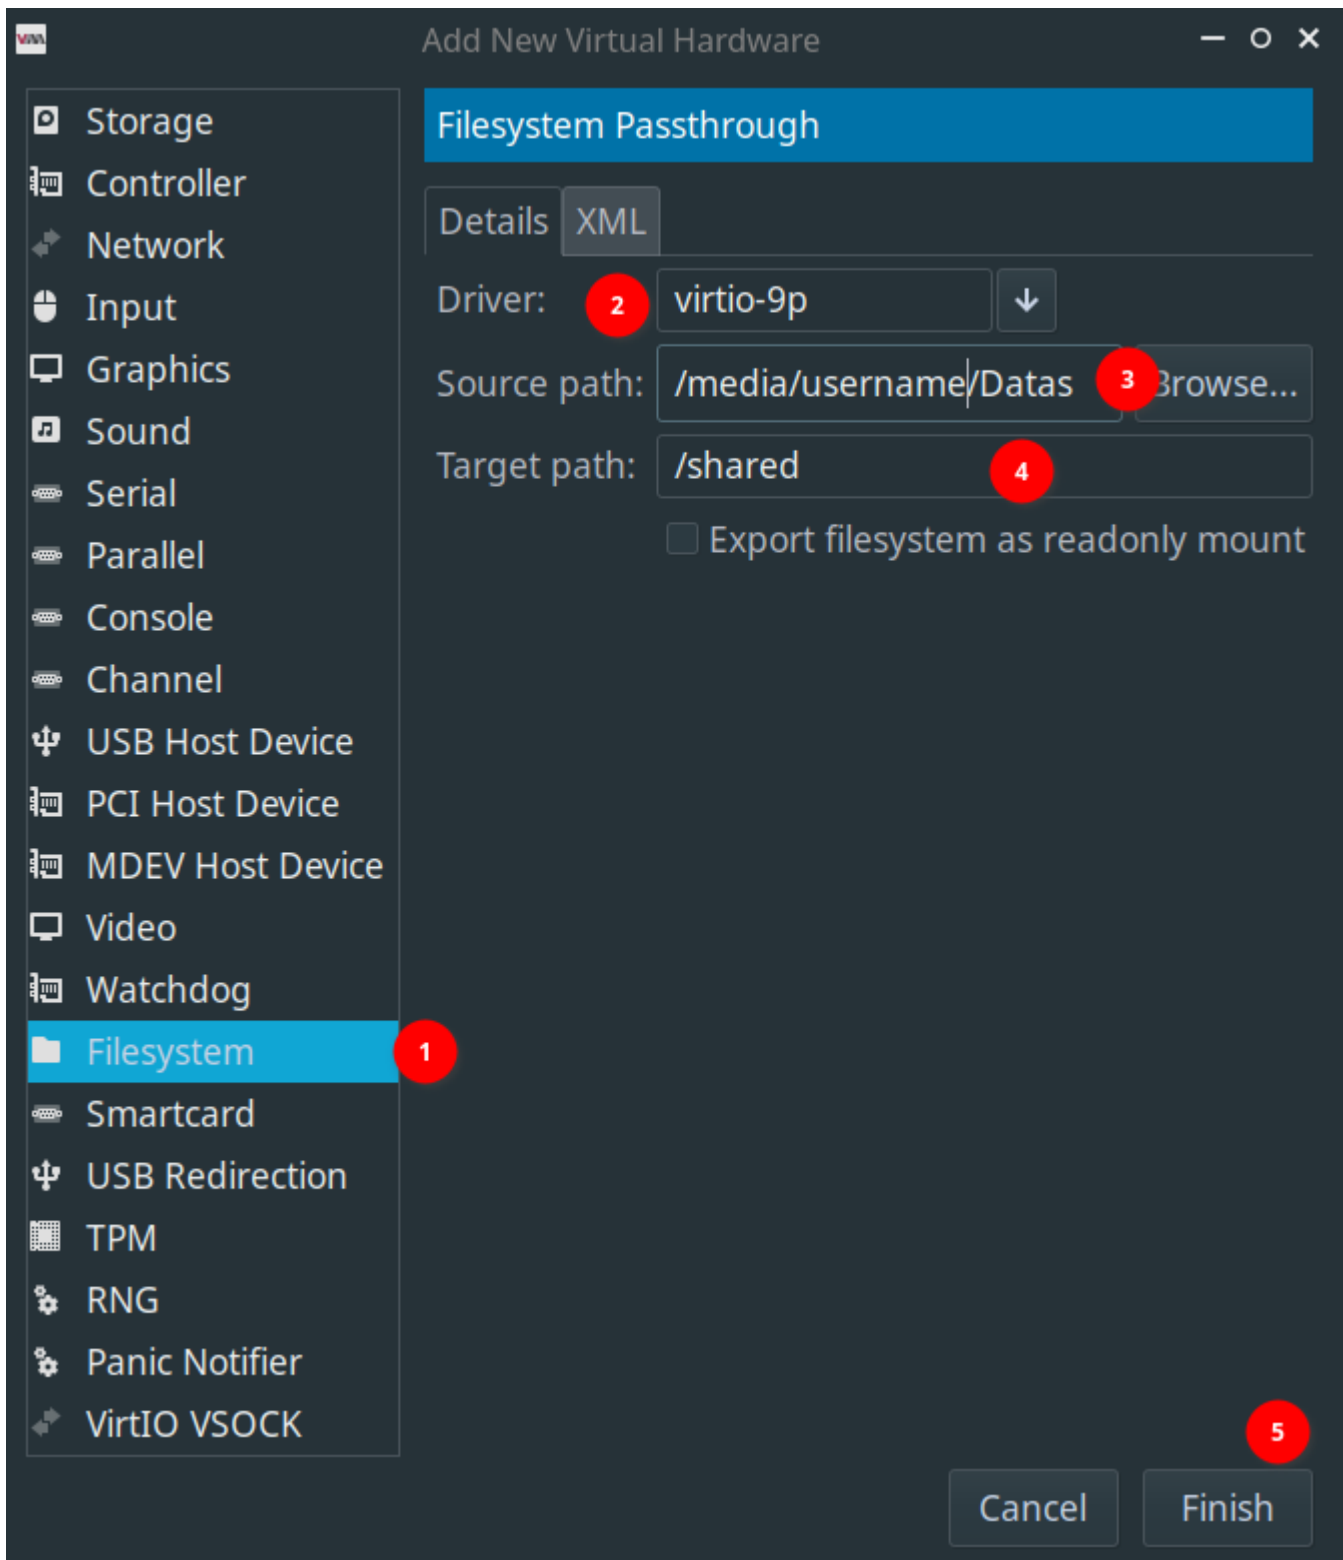 Add New Virtual Hardware
Storage
Controller
Network
Input
Graphics
Sound
Serial
Parallel
Console
Channel
USB Host Device
PCI Host Device
MDEV Host Device
Video
Watchdog
Filesystem
1
Smartcard
USB Redirection
TPM
RNG
Panic Notifier
VirtIO VSOCK
Filesystem Passthrough
Details XML
Driver: 2 virtio-9p
Source path: /media/username/Datas 3 Browse...
Target path: /shared 4
Export filesystem as readonly mount
5
Cancel Finish